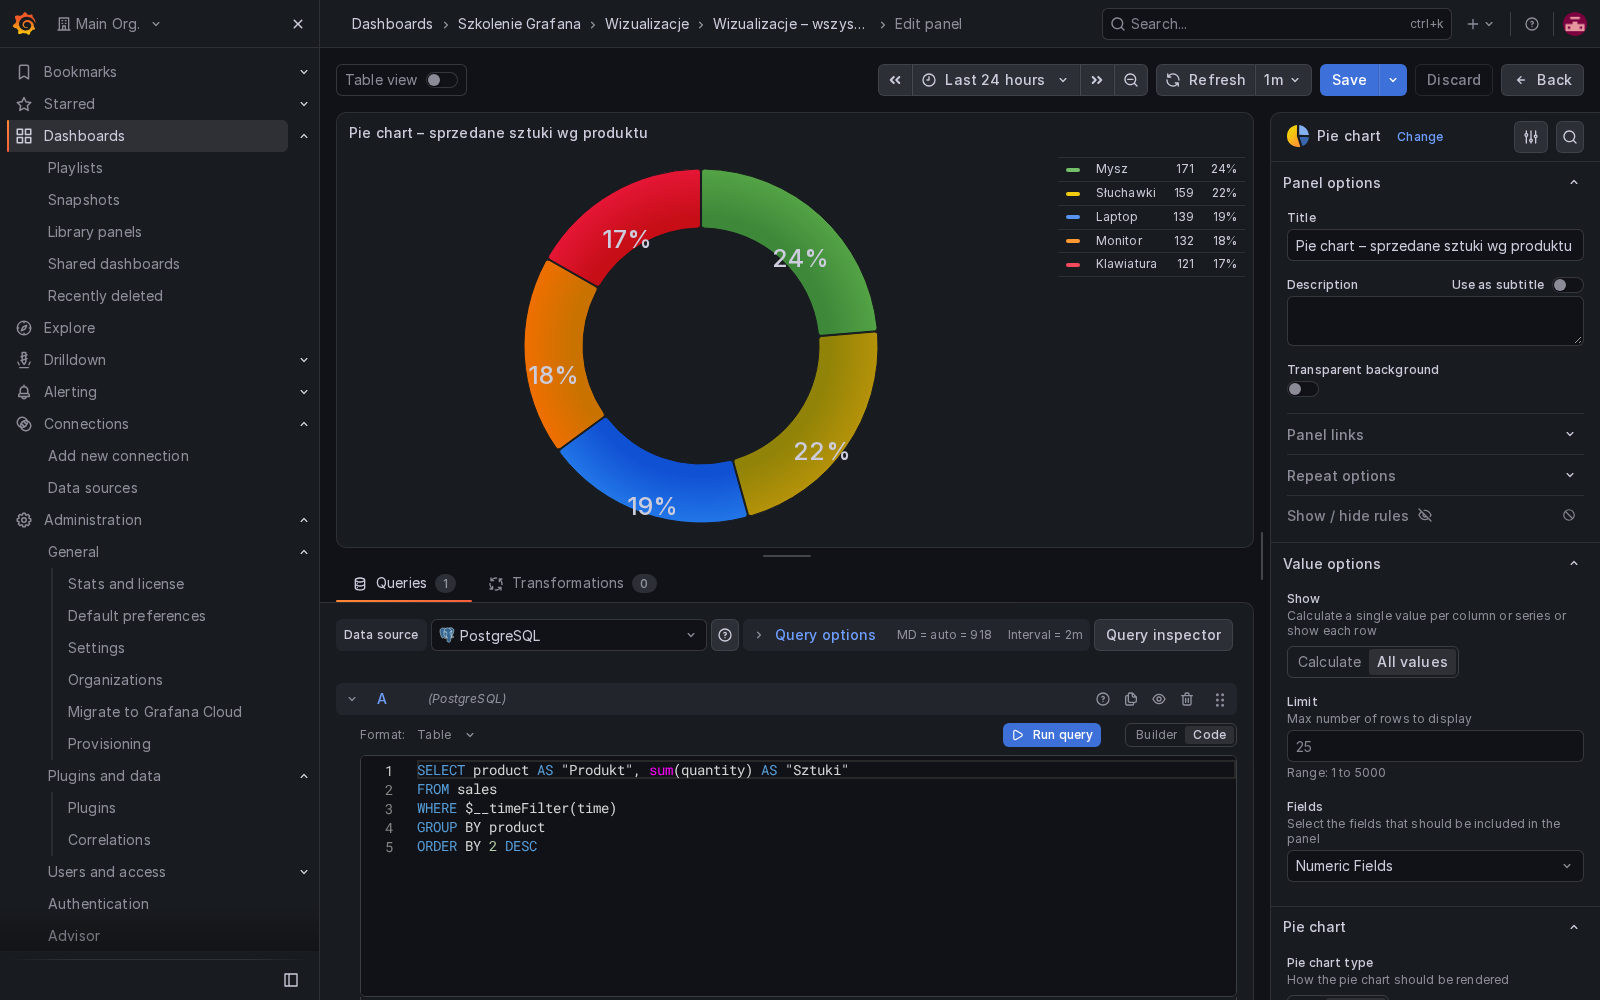 Main Org.
Dashboards › Szkolenie Grafana › Wizualizacje › Wizualizacje – wszys... › Edit panel
Search...
ctrl+k
Bookmarks
Starred
Dashboards
Playlists
Snapshots
Library panels
Shared dashboards
Recently deleted
Explore
Drilldown
Alerting
Connections
Add new connection
Data sources
Administration
General
Stats and license
Default preferences
Settings
Organizations
Migrate to Grafana Cloud
Provisioning
Plugins and data
Plugins
Correlations
Users and access
Authentication
Advisor
Table view
Last 24 hours
Refresh
1m
Save
Discard
Back
Pie chart – sprzedane sztuki wg produktu
17%
24%
18%
22%
19%
Mysz 171 24%
Słuchawki 159 22%
Laptop 139 19%
Monitor 132 18%
Klawiatura 121 17%
Queries 1
Transformations 0
Data source
PostgreSQL
Query options
MD = auto = 918
Interval = 2m
Query inspector
A
(PostgreSQL)
Format: Table
Run query
Builder
Code
1 SELECT product AS "Produkt", sum(quantity) AS "Sztuki"
2 FROM sales
3 WHERE $__timeFilter(time)
4 GROUP BY product
5 ORDER BY 2 DESC
Pie chart
Change
Panel options
Title
Pie chart – sprzedane sztuki wg produktu
Description
Use as subtitle
Transparent background
Panel links
Repeat options
Show / hide rules
Value options
Show
Calculate a single value per column or series or
show each row
Calculate
All values
Limit
Max number of rows to display
25
Range: 1 to 5000
Fields
Select the fields that should be included in the
panel
Numeric Fields
Pie chart
Pie chart type
How the pie chart should be rendered